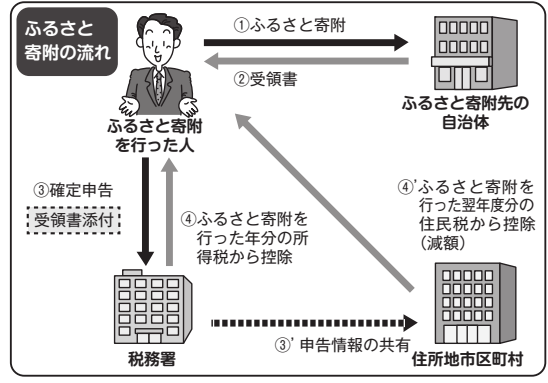 ふるさと
寄附の流れ
①ふるさと寄附
②受領書
ふるさと寄附先の
自治体
ふるさと寄附
を行った人
③確定申告
受領書添付
④ふるさと寄附を
行った年分の所
得税から控除
④'ふるさと寄附を
行った翌年度分の
住民税から控除
(減額)
税務署
③' 申告情報の共有
住所地市区町村